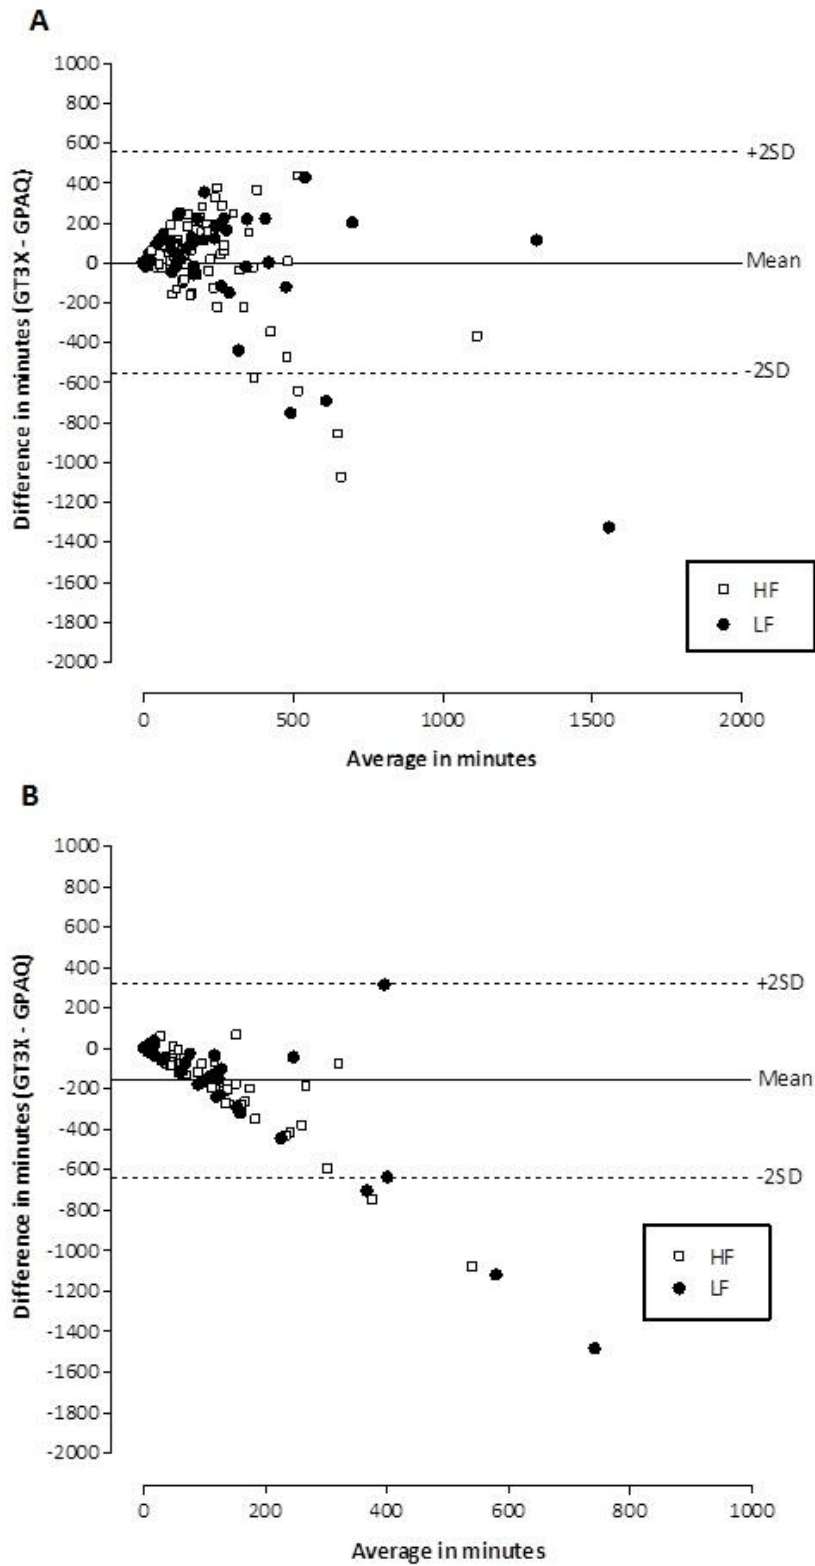 A
1000
800
600
+2SD
400
200
0
Mean
-200
-400
-2SD
-600
-800
-1000
-1200
-1400
-1600
-1800
-2000
Difference in minutes (GT3X - GPAQ)
HF
LF
0 500 1000 1500 2000
Average in minutes
B
1000
800
600
400
+2SD
200
0
Mean
-200
-400
-600
-2SD
-800
-1000
-1200
-1400
-1600
-1800
-2000
Difference in minutes (GT3X - GPAQ)
HF
LF
0 200 400 600 800 1000
Average in minutes